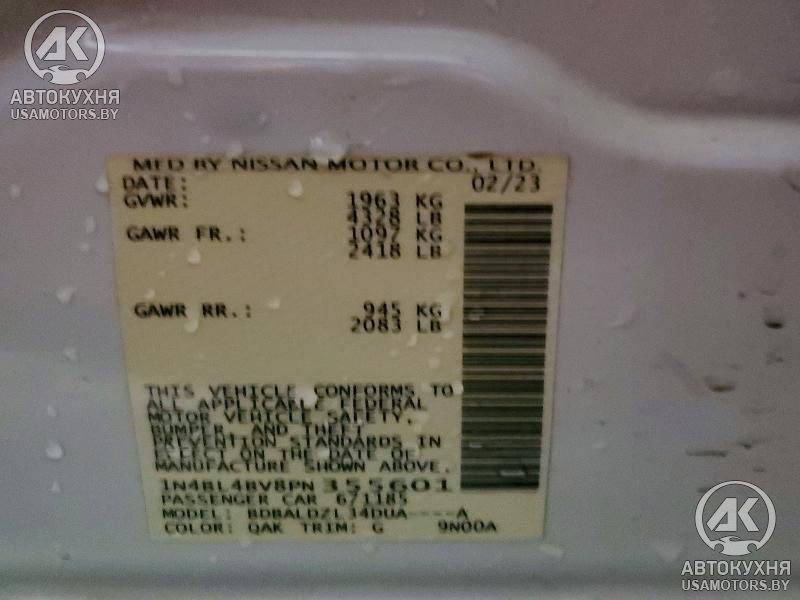 АК
АВТОКУХНЯ
USAMOTORS.BY
MFD BY NISSAN MOTOR CO., LTD.
DATE: 02/23
GVWR: 1963 KG
4328 LB
GAWR FR.: 1097 KG
2418 LB
GAWR RR.: 945 KG
2083 LB
THIS VEHICLE CONFORMS TO
ALL APPLICABLE FEDERAL
MOTOR VEHICLE SAFETY,
BUMPER, AND THEFT
PREVENTION STANDARDS IN
EFFECT ON THE DATE OF
MANUFACTURE SHOWN ABOVE.
1N4BL4BV8PN355601
PASSENGER CAR 671185
MODEL: BDBALDZL34DUA----A
COLOR: QAK TRIM: G 9N00A
АК
АВТОКУХНЯ
USAMOTORS.BY